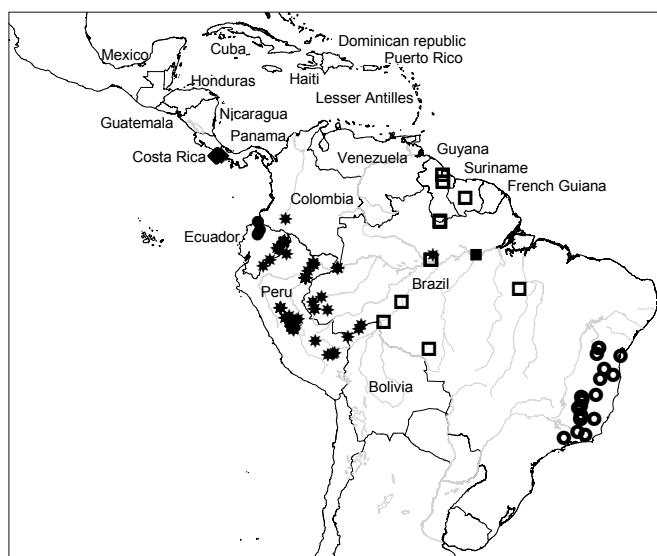 Dominican republic
Cuba
Puerto Rico
Mexico
Haiti
Honduras
Lesser Antilles
Nicaragua
Guatemala
Panama
Costa Rica
Venezuela
Guyana
Suriname
French Guiana
Colombia
Ecuador
Brazil
Peru
Bolivia